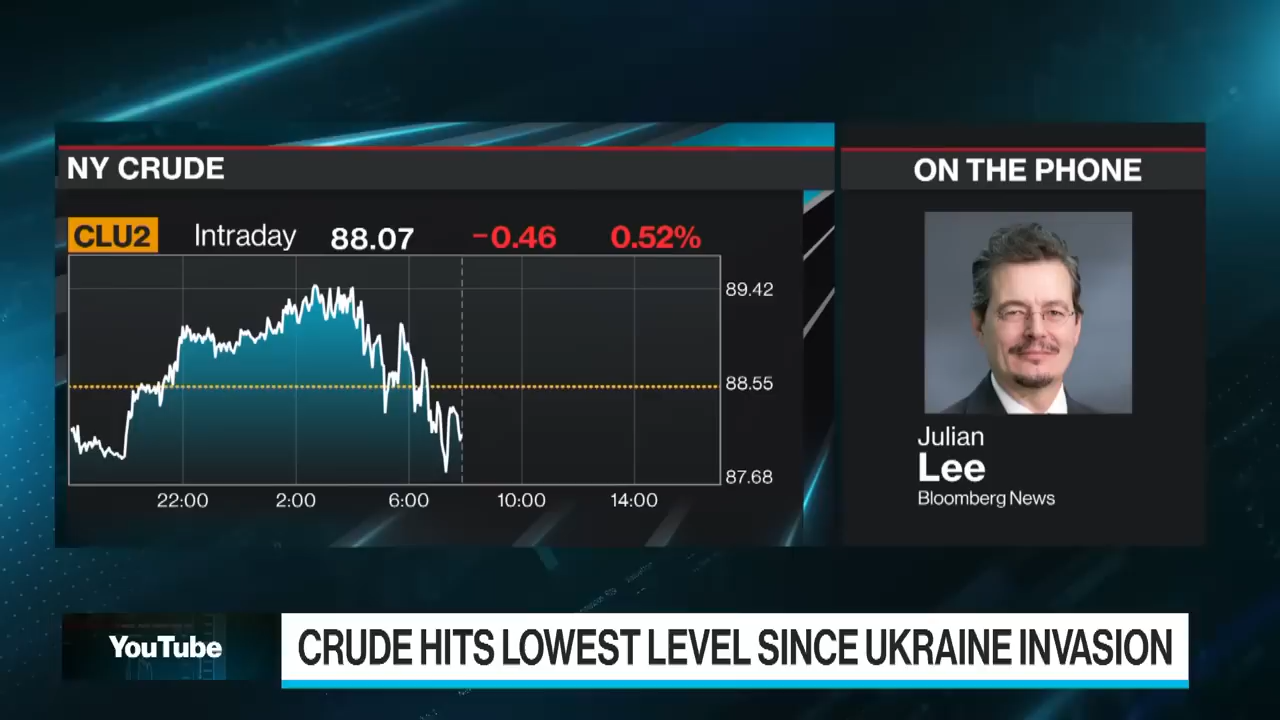 NY CRUDE
CLU2 Intraday 88.07 -0.46 0.52%
89.42
88.55
87.68
22:00 2:00 6:00 10:00 14:00
ON THE PHONE
Julian
Lee
Bloomberg News
YouTube
CRUDE HITS LOWEST LEVEL SINCE UKRAINE INVASION